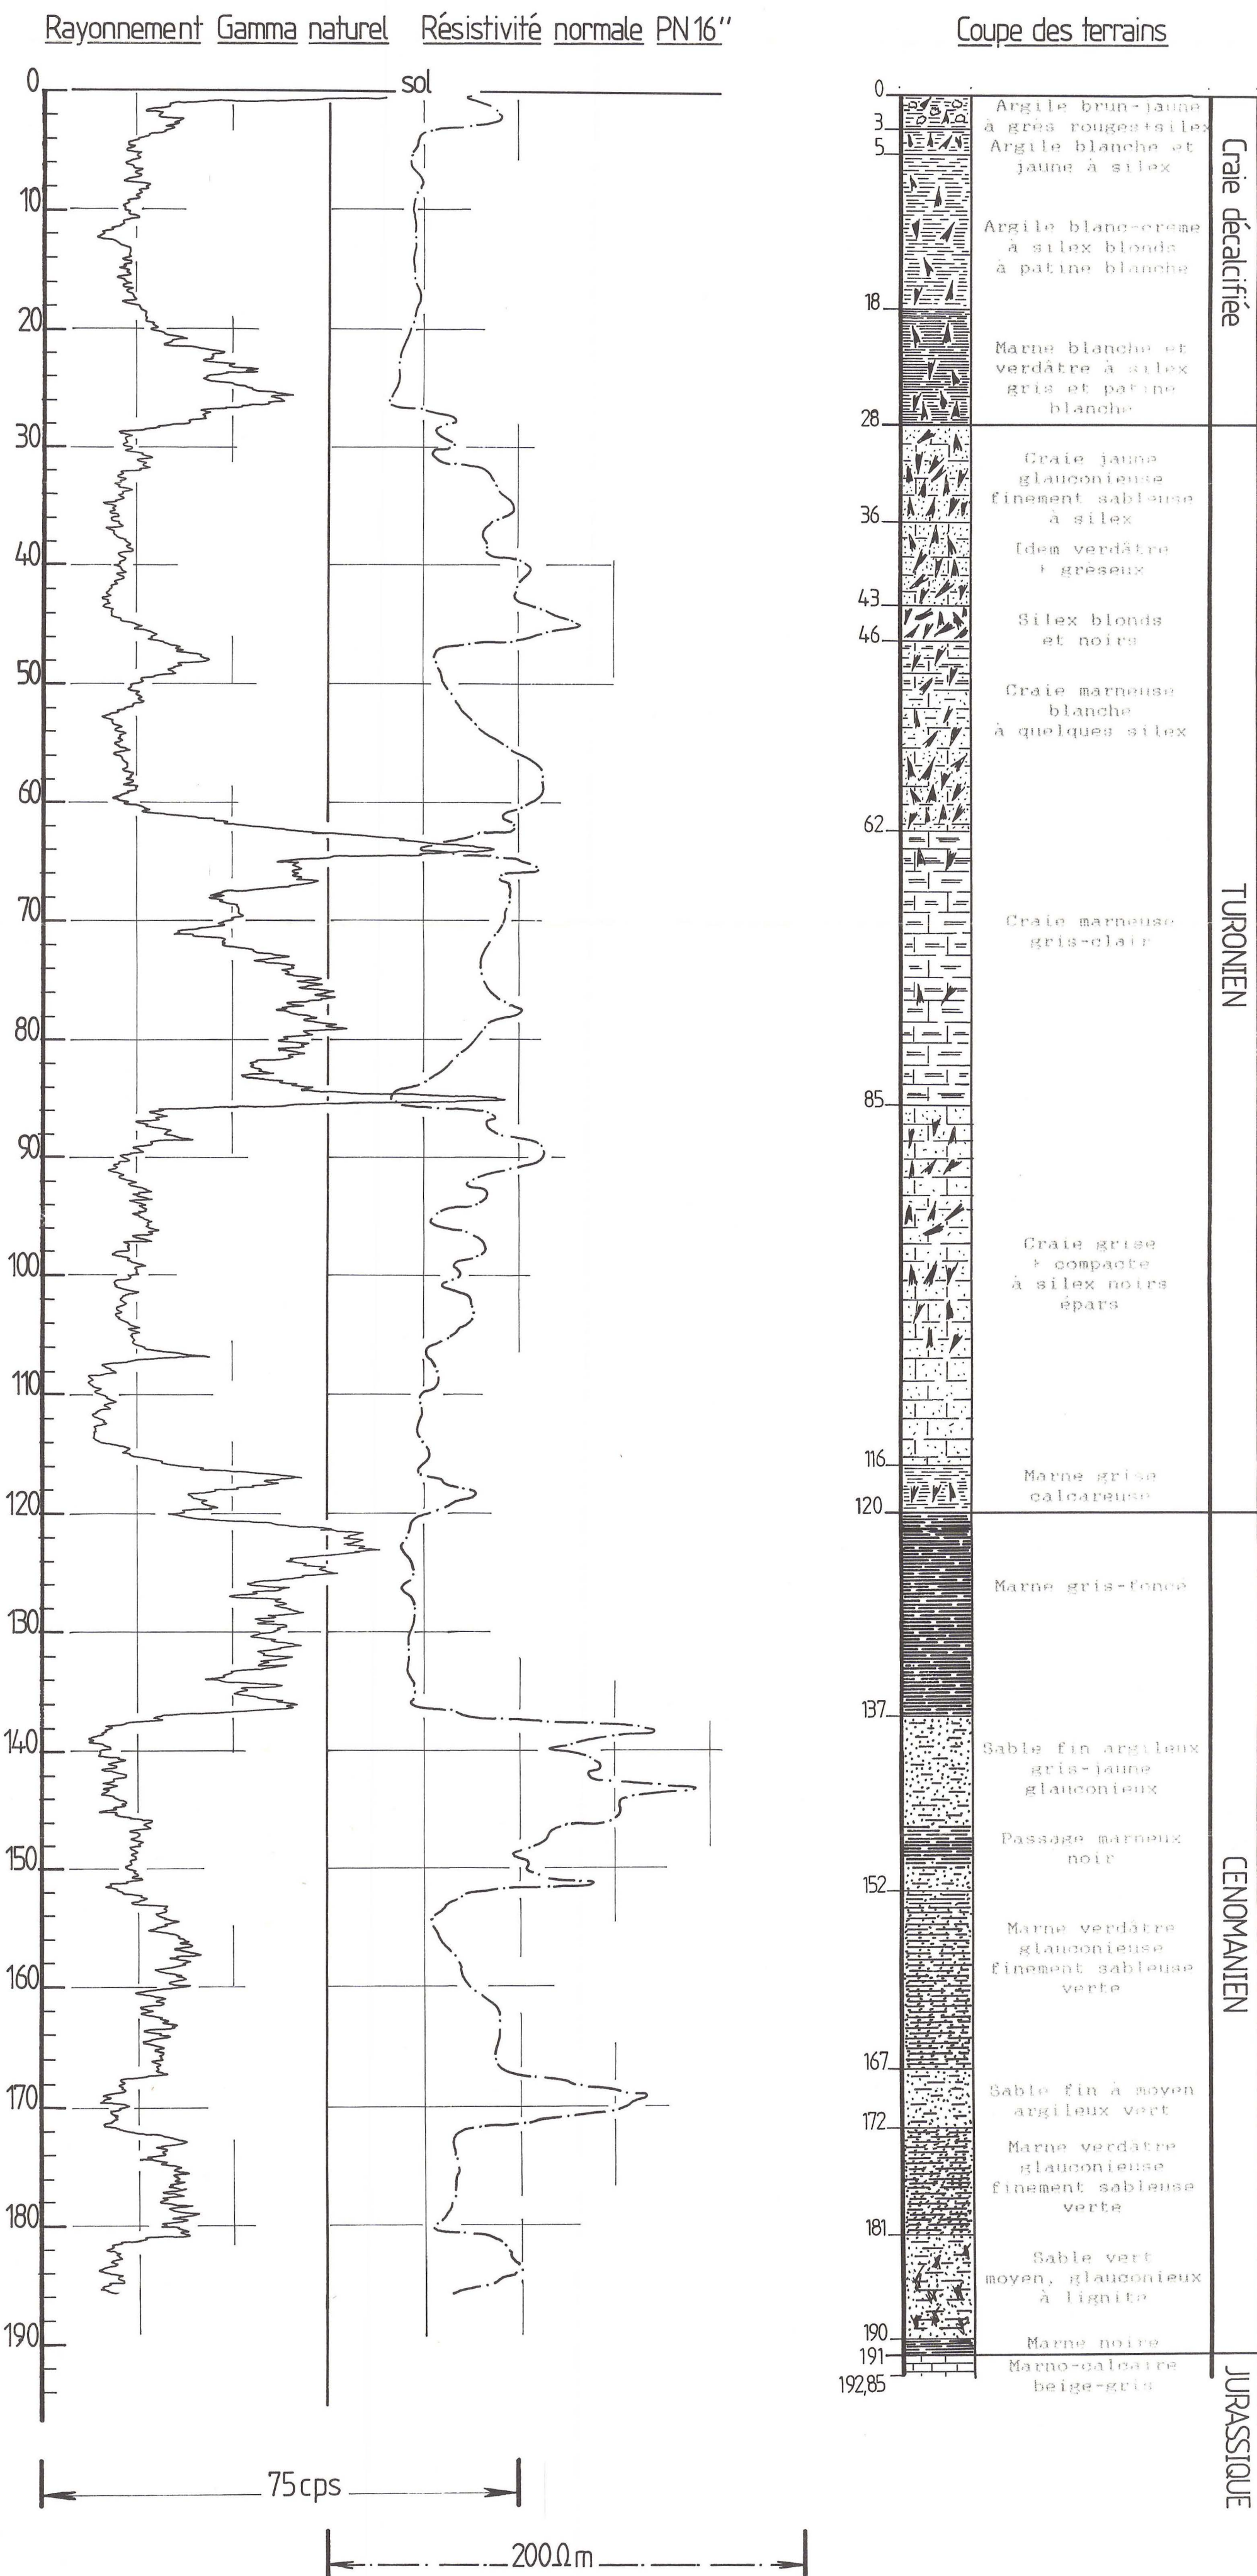 Rayonnement Gamma naturel
Résistivité normale PN 16"
Coupe des terrains
sol
0
10
20
30
40
50
60
70
80
90
100
110
120
130
140
150
160
170
180
190
75 cps
200 Ω m
0
Argile brun-jaune
à grès rouges+silex
3
Argile blanche et
jaune à silex
5
Argile blanc-crème
à silex blonds
à patine blanche
18
Marne blanche et
verdâtre à silex
gris et patine
blanche
28
Craie jaune
glauconieuse
finement sableuse
à silex
36
Idem verdâtre
+ gréseux
43
Silex blonds
et noirs
46
Craie marneuse
blanche
à quelques silex
62
Craie marneuse
gris-clair
85
Craie grise
+ compacte
à silex noirs
épars
116
Marne grise
calcareuse
120
Marne gris-foncé
137
Sable fin argileux
gris-jaune
glauconieux
Passage marneux
noir
152
Marne verdâtre
glauconieuse
finement sableuse
verte
167
Sable fin à moyen
argileux vert
172
Marne verdâtre
glauconieuse
finement sableuse
verte
181
Sable vert
moyen, glauconieux
à lignite
190
Marne noire
191
Marno-calcaire
beige-gris
192,85
Craie décalcifiée
TURONIEN
CENOMANIEN
JURASSIQUE